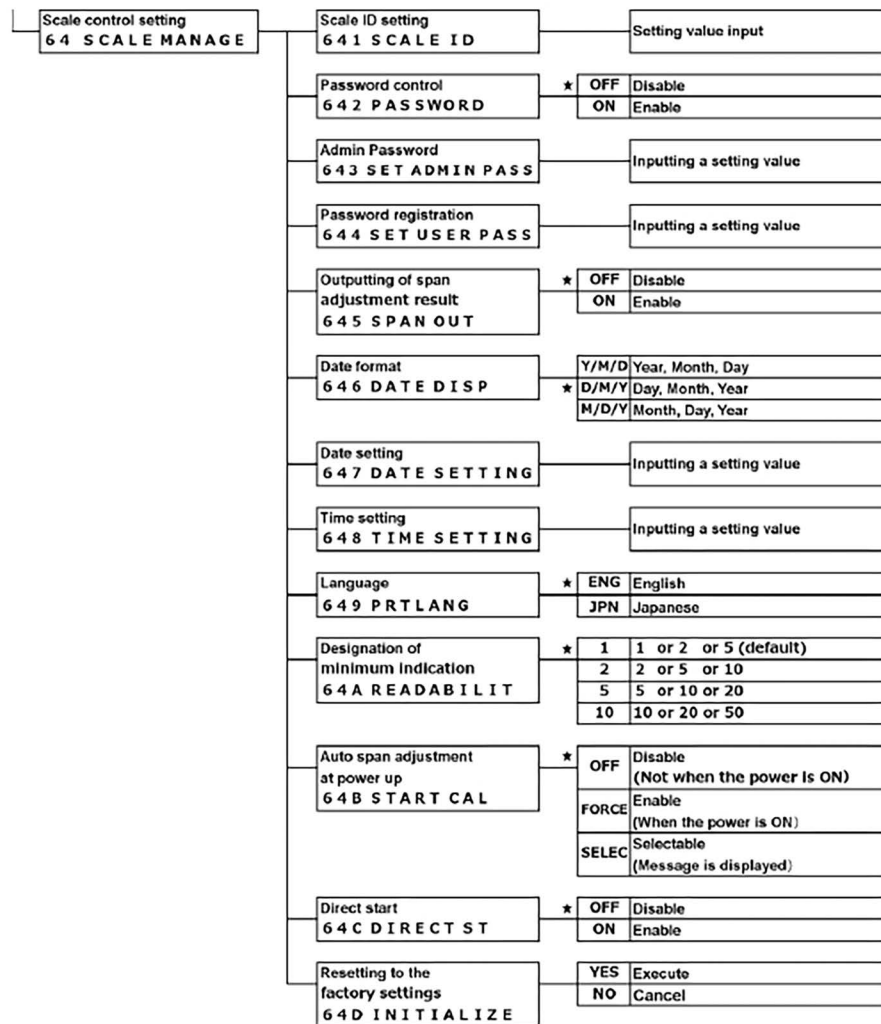 Scale control setting
64 SCALE MANAGE
Scale ID setting
641 SCALE ID
Setting value input
Password control
642 PASSWORD
★ OFF Disable
ON Enable
Admin Password
643 SET ADMIN PASS
Inputting a setting value
Password registration
644 SET USER PASS
Inputting a setting value
Outputting of span
adjustment result
645 SPAN OUT
★ OFF Disable
ON Enable
Date format
646 DATE DISP
Y/M/D Year, Month, Day
★ D/M/Y Day, Month, Year
M/D/Y Month, Day, Year
Date setting
647 DATE SETTING
Inputting a setting value
Time setting
648 TIME SETTING
Inputting a setting value
Language
649 PRTLANG
★ ENG English
JPN Japanese
Designation of
minimum indication
64A READABILIT
★ 1 1 or 2 or 5 (default)
2 2 or 5 or 10
5 5 or 10 or 20
10 10 or 20 or 50
Auto span adjustment
at power up
64B START CAL
★ OFF Disable
(Not when the power is ON)
FORCE Enable
(When the power is ON)
SELEC Selectable
(Message is displayed)
Direct start
64C DIRECT ST
★ OFF Disable
ON Enable
Resetting to the
factory settings
64D INITIALIZE
YES Execute
NO Cancel